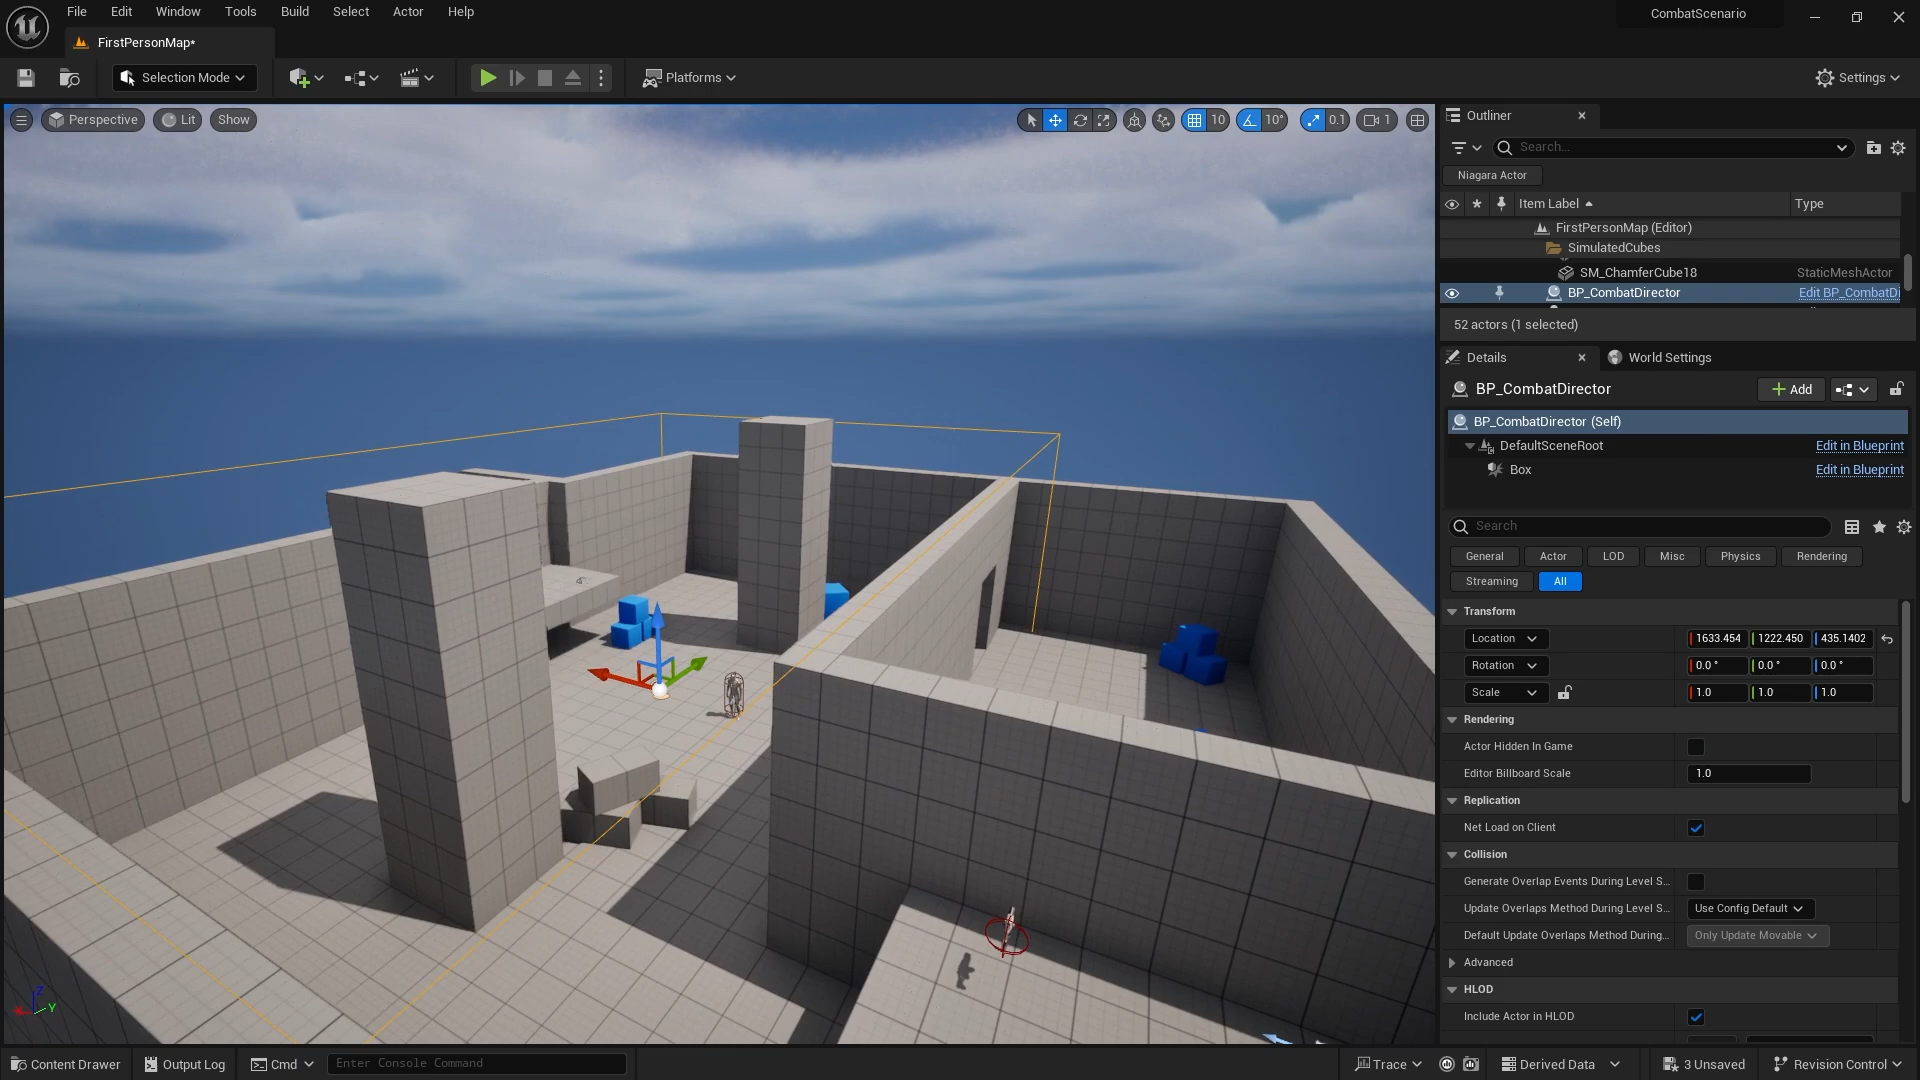 File Edit Window Tools Build Select Actor Help
CombatScenario
FirstPersonMap*
Selection Mode
Platforms
Settings
Perspective
Lit
Show
10
10°
0.1
1
Outliner
Search...
Niagara Actor
Item Label
Type
FirstPersonMap (Editor)
SimulatedCubes
SM_ChamferCube18
StaticMeshActor
BP_CombatDirector
Edit BP_CombatDi
52 actors (1 selected)
Details
World Settings
BP_CombatDirector
Add
BP_CombatDirector (Self)
DefaultSceneRoot
Edit in Blueprint
Box
Edit in Blueprint
Search
General
Actor
LOD
Misc
Physics
Rendering
Streaming
All
Transform
Location
1633.454
1222.450
435.1402
Rotation
0.0 °
0.0 °
0.0 °
Scale
1.0
1.0
1.0
Rendering
Actor Hidden In Game
Editor Billboard Scale
1.0
Replication
Net Load on Client
Collision
Generate Overlap Events During Level S...
Update Overlaps Method During Level S...
Use Config Default
Default Update Overlaps Method During...
Only Update Movable
Advanced
HLOD
Include Actor in HLOD
Z
Y
Content Drawer
Output Log
Cmd
Enter Console Command
Trace
Derived Data
3 Unsaved
Revision Control